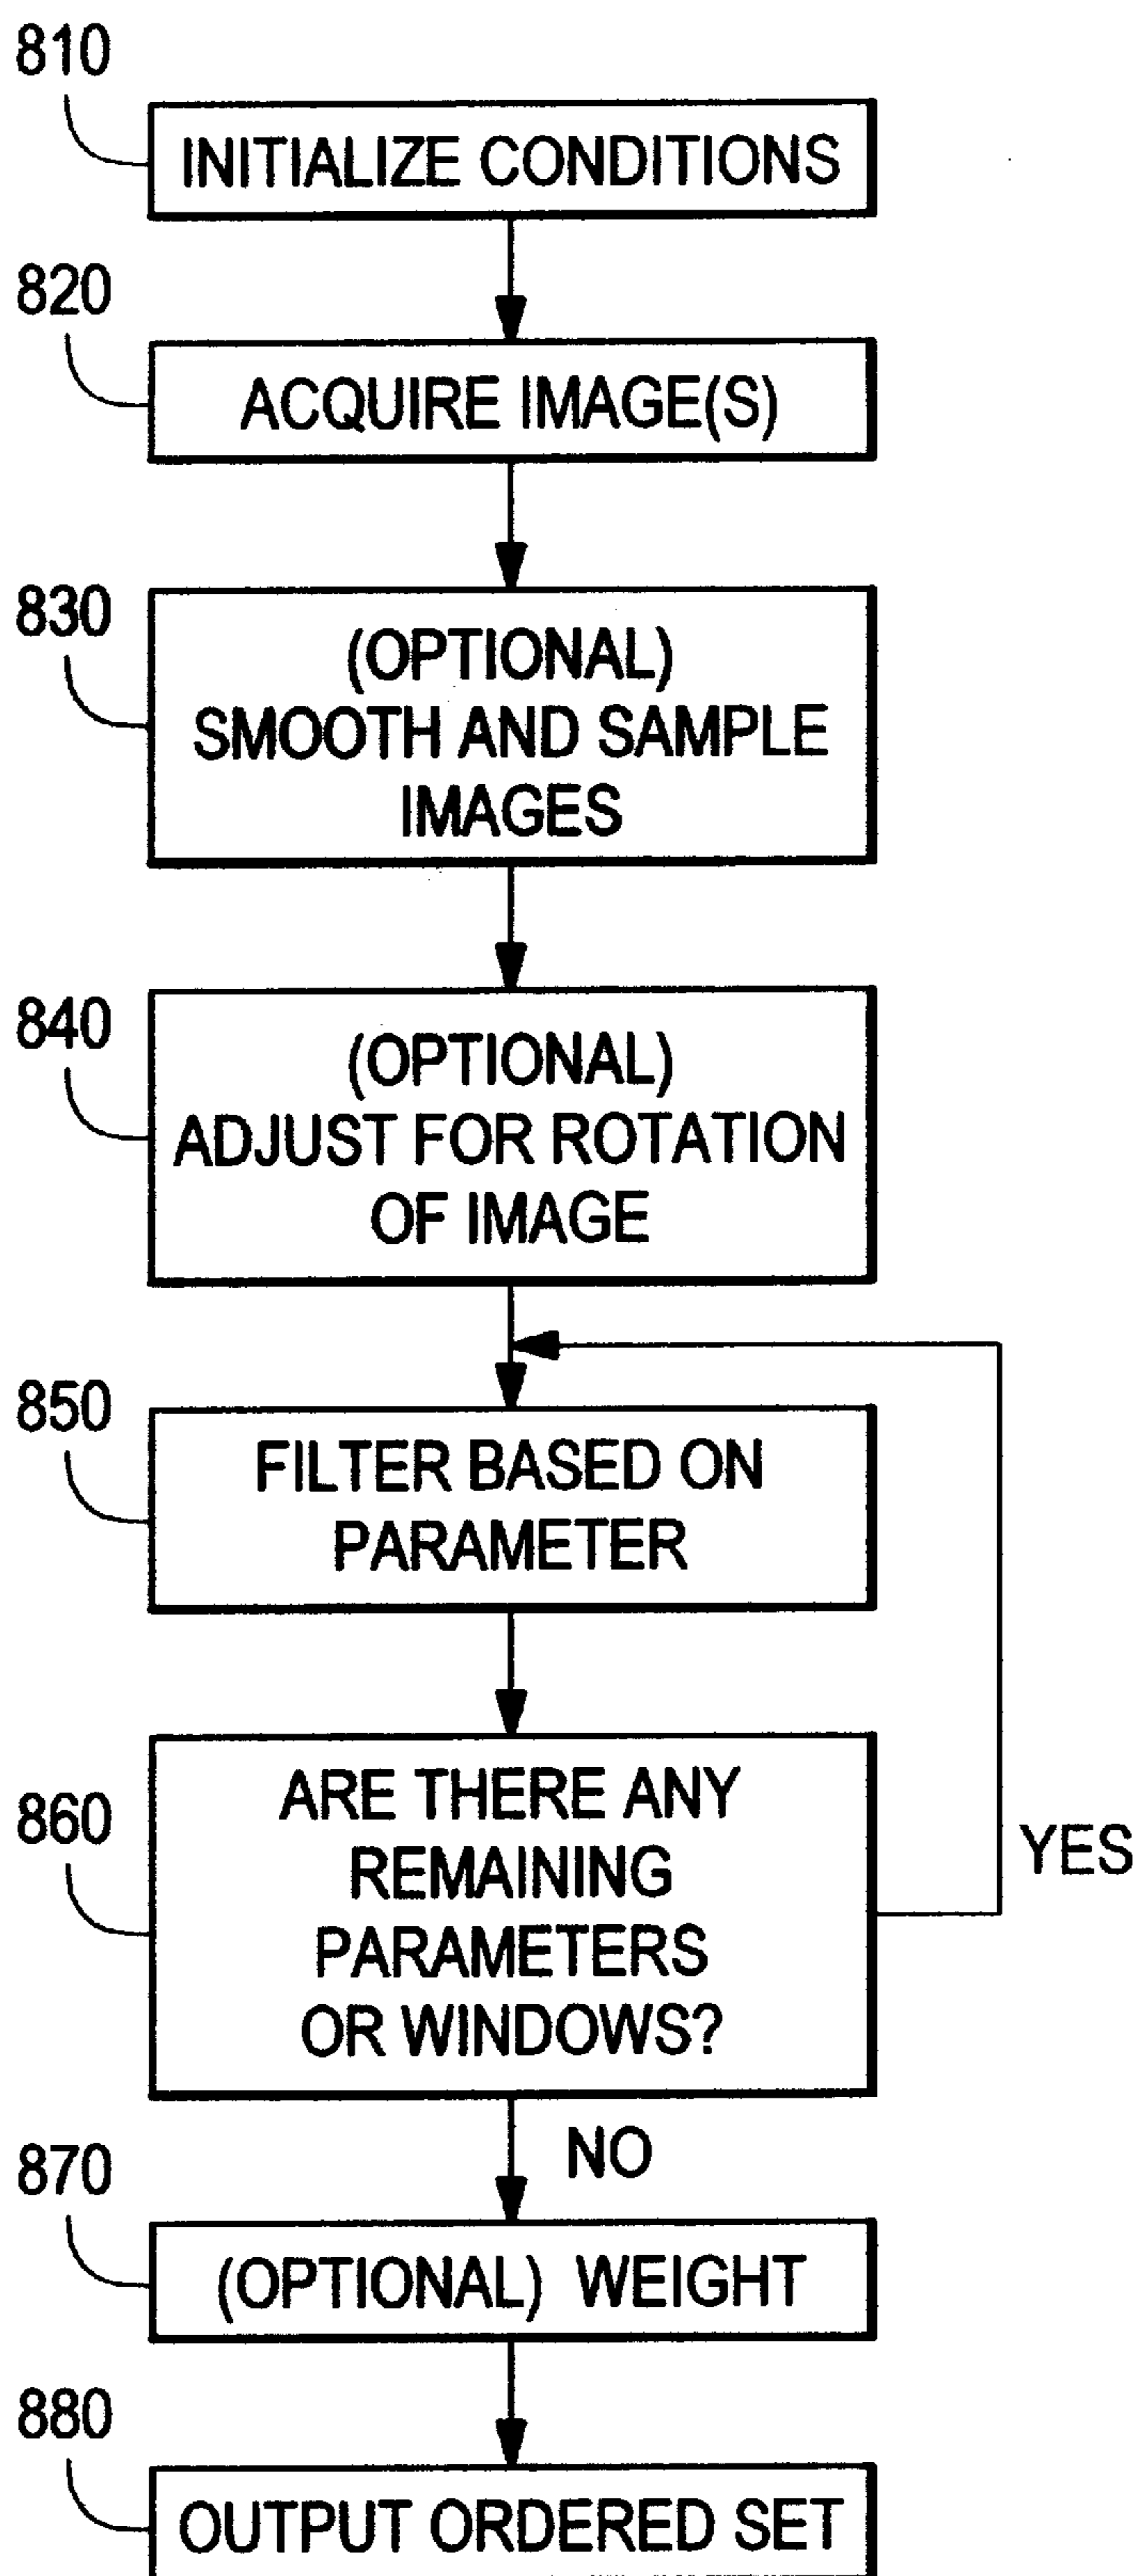 810
INITIALIZE CONDITIONS
820
ACQUIRE IMAGE(S)
830
(OPTIONAL)
SMOOTH AND SAMPLE
IMAGES
840
(OPTIONAL)
ADJUST FOR ROTATION
OF IMAGE
850
FILTER BASED ON
PARAMETER
860
ARE THERE ANY
REMAINING
PARAMETERS
OR WINDOWS?
YES
NO
870
(OPTIONAL) WEIGHT
880
OUTPUT ORDERED SET